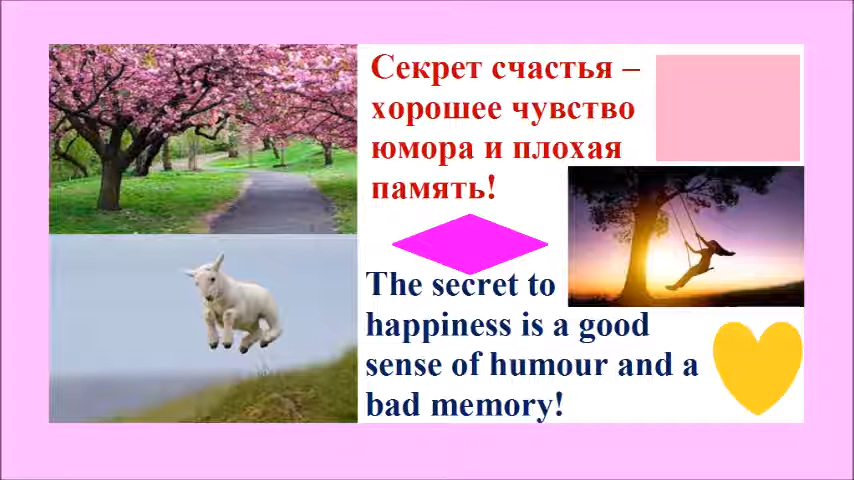 Секрет счастья –
хорошее чувство
юмора и плохая
память!
The secret to
happiness is a good
sense of humour and a
bad memory!